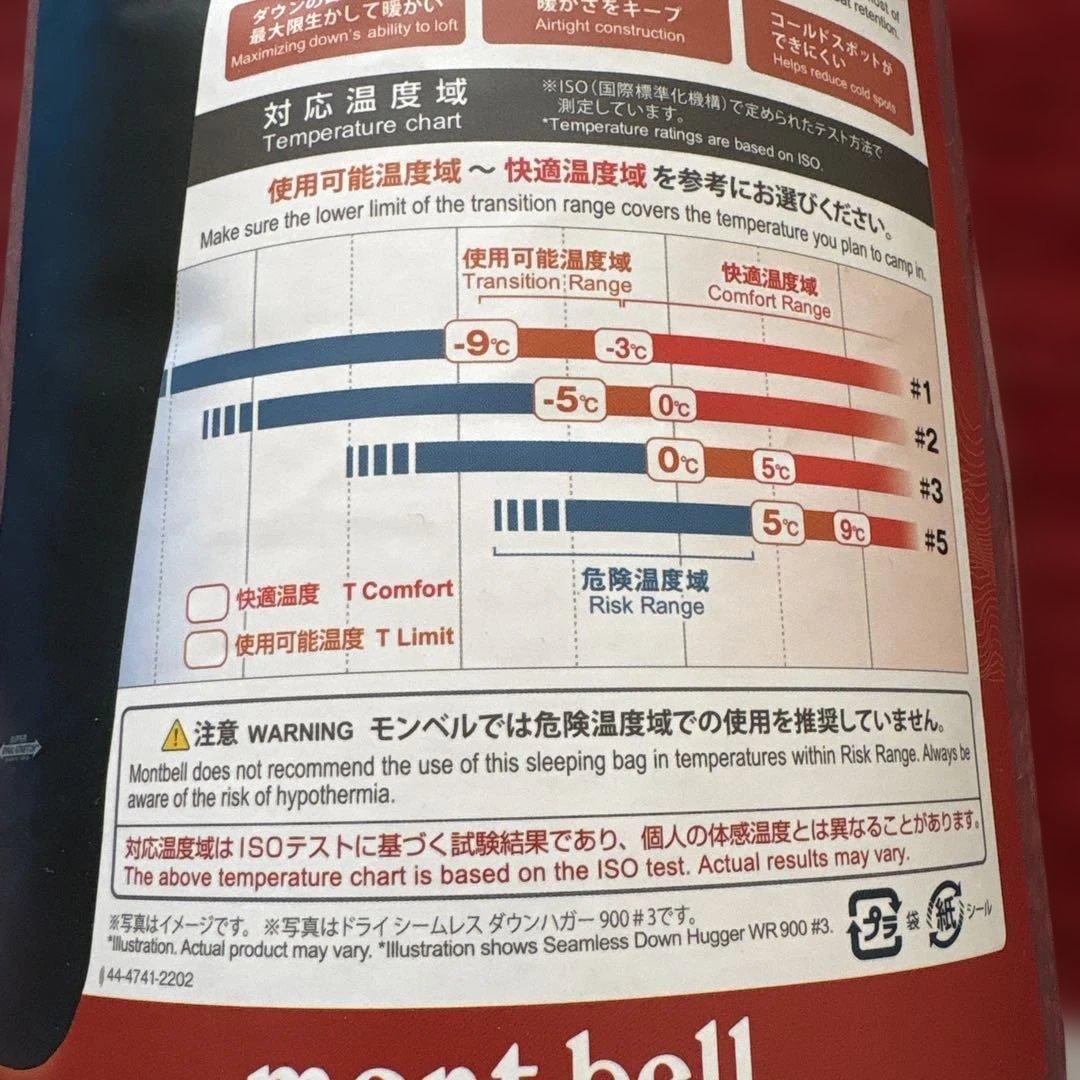 最大限生かして暖かい
Maximizing down's ability to loft
暖かさをキープ
Airtight construction
コールドスポットが
できにくい
Helps reduce cold spots
retention.
対応温度域
Temperature chart
※ISO(国際標準化機構)で定められたテスト方法で
測定しています。
*Temperature ratings are based on ISO.
使用可能温度域 ～ 快適温度域 を参考にお選びください。
Make sure the lower limit of the transition range covers the temperature you plan to camp in.
使用可能温度域
Transition Range
快適温度域
Comfort Range
-9℃ -3℃ #1
-5℃ 0℃ #2
0℃ 5℃ #3
5℃ 9℃ #5
危険温度域
Risk Range
快適温度 T Comfort
使用可能温度 T Limit
注意 WARNING モンベルでは危険温度域での使用を推奨していません。
Montbell does not recommend the use of this sleeping bag in temperatures within Risk Range. Always be
aware of the risk of hypothermia.
対応温度域はISOテストに基づく試験結果であり、個人の体感温度とは異なることがあります。
The above temperature chart is based on the ISO test. Actual results may vary.
※写真はイメージです。 ※写真はドライ シームレス ダウンハガー 900 #3です。
*Illustration. Actual product may vary. *Illustration shows Seamless Down Hugger WR 900 #3.
プラ 袋 紙 シール
44-4741-2202
mont-bell